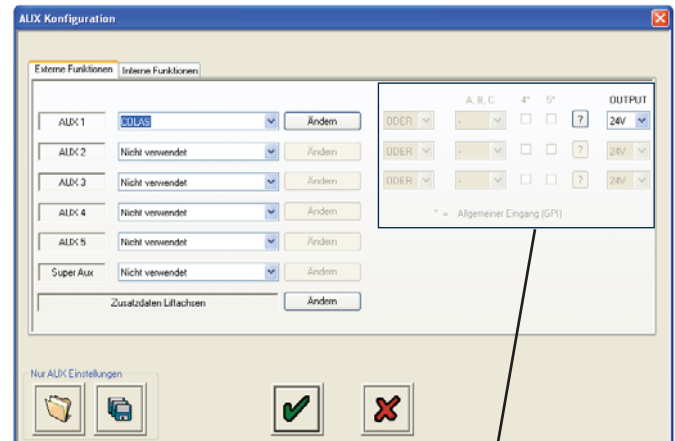 AUX Konfiguration
Externe Funktionen Interne Funktionen
A, B, C 4* 5* OUTPUT
AUX 1 COLAS Ändern ODER - ? 24V
AUX 2 Nicht verwendet Ändern ODER - ? 24V
AUX 3 Nicht verwendet Ändern ODER - ? 24V
AUX 4 Nicht verwendet Ändern * = Allgemeiner Eingang (GPI)
AUX 5 Nicht verwendet Ändern
Super Aux Nicht verwendet Ändern
Zusatzdaten Liftachsen Ändern
Nur AUX Einstellungen